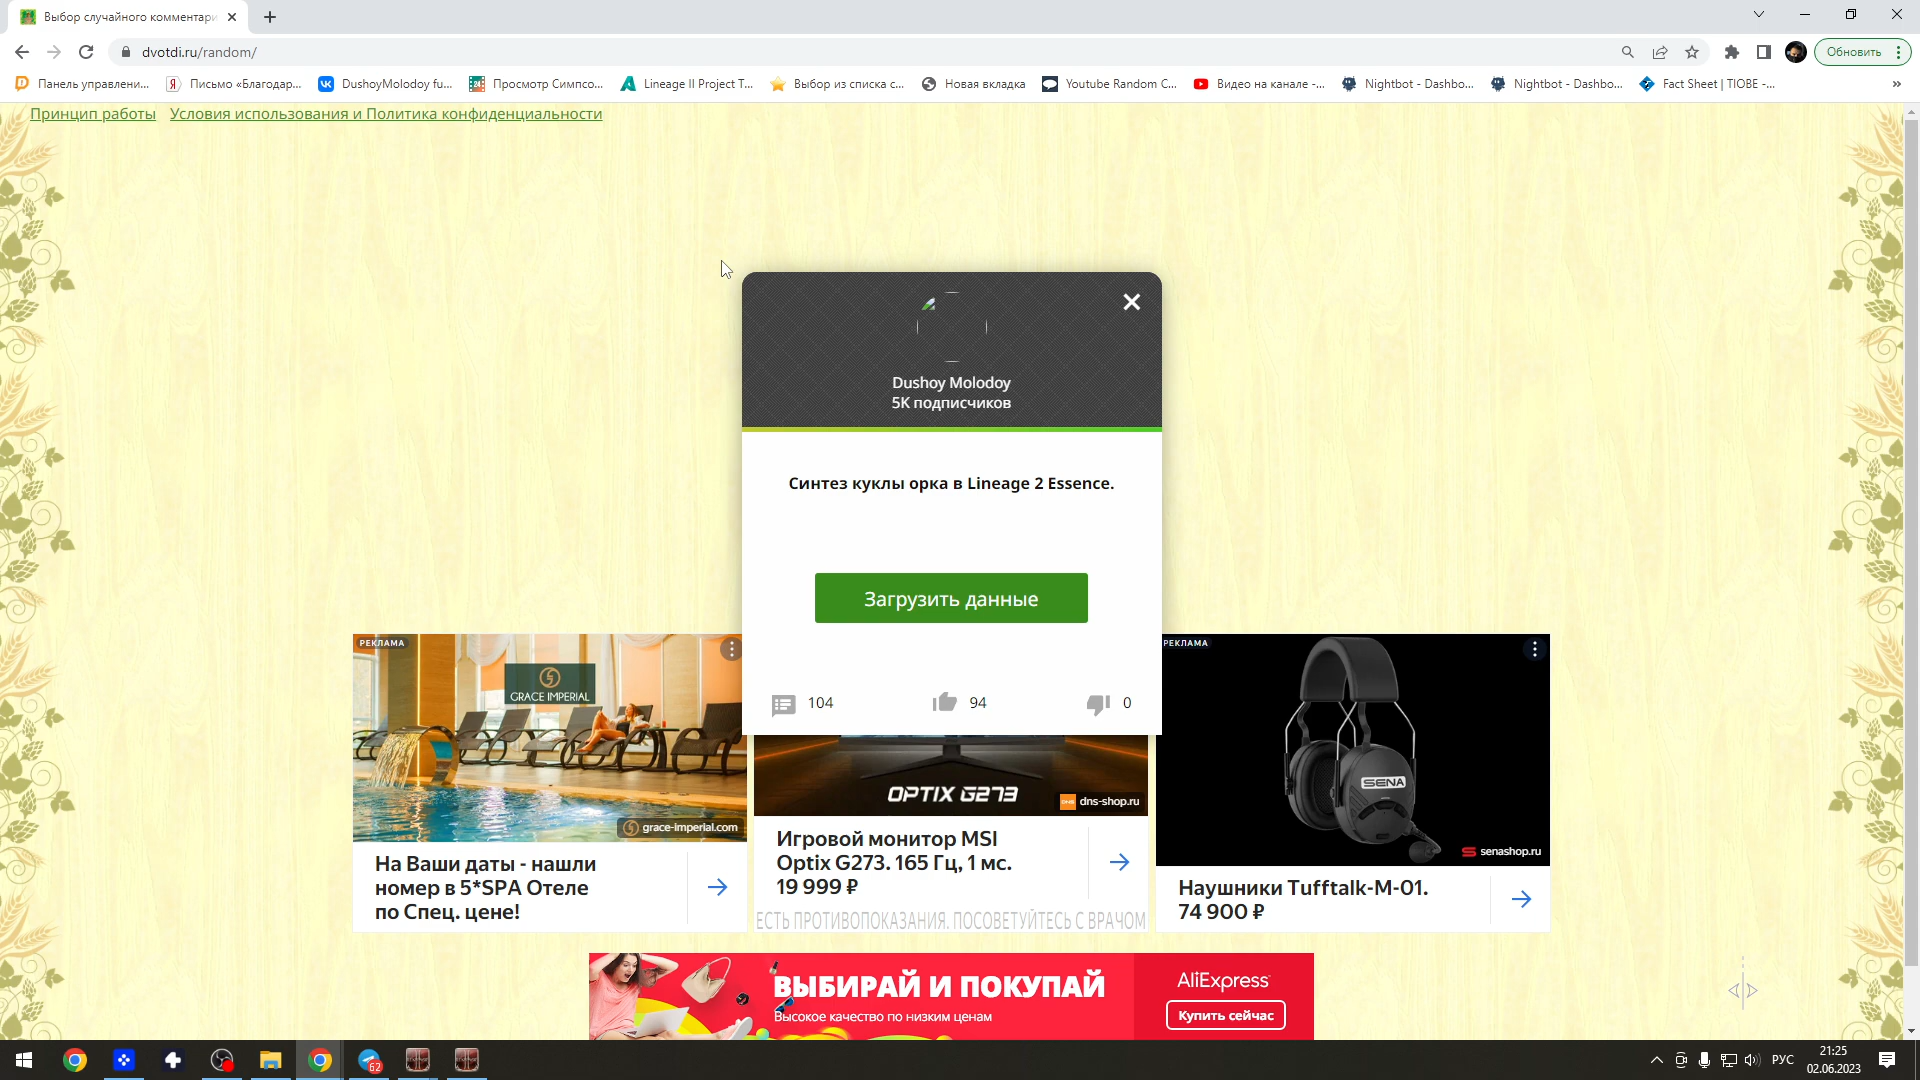 Выбор случайного комментари
dvotdi.ru/random/
Обновить
Панель управлени...
Письмо «Благодар...
DushoyMolodoy fu...
Просмотр Симпсо...
Lineage II Project T...
Выбор из списка с...
Новая вкладка
Youtube Random C...
Видео на канале -...
Nightbot - Dashbo...
Nightbot - Dashbo...
Fact Sheet | TIOBE -...
Принцип работы
Условия использования и Политика конфиденциальности
Dushoy Molodoy
5K подписчиков
Синтез куклы орка в Lineage 2 Essence.
Загрузить данные
104
94
0
РЕКЛАМА
GRACE IMPERIAL
grace-imperial.com
На Ваши даты - нашли
номер в 5*SPA Отеле
по Спец. цене!
OPTIX G273
dns-shop.ru
Игровой монитор MSI
Optix G273. 165 Гц, 1 мс.
19 999 ₽
ЕСТЬ ПРОТИВОПОКАЗАНИЯ. ПОСОВЕТУЙТЕСЬ С ВРАЧОМ
РЕКЛАМА
SENA
senashop.ru
Наушники Tufftalk-M-01.
74 900 ₽
ВЫБИРАЙ И ПОКУПАЙ
Высокое качество по низким ценам
AliExpress
Купить сейчас
62
РУС
21:25
02.06.2023